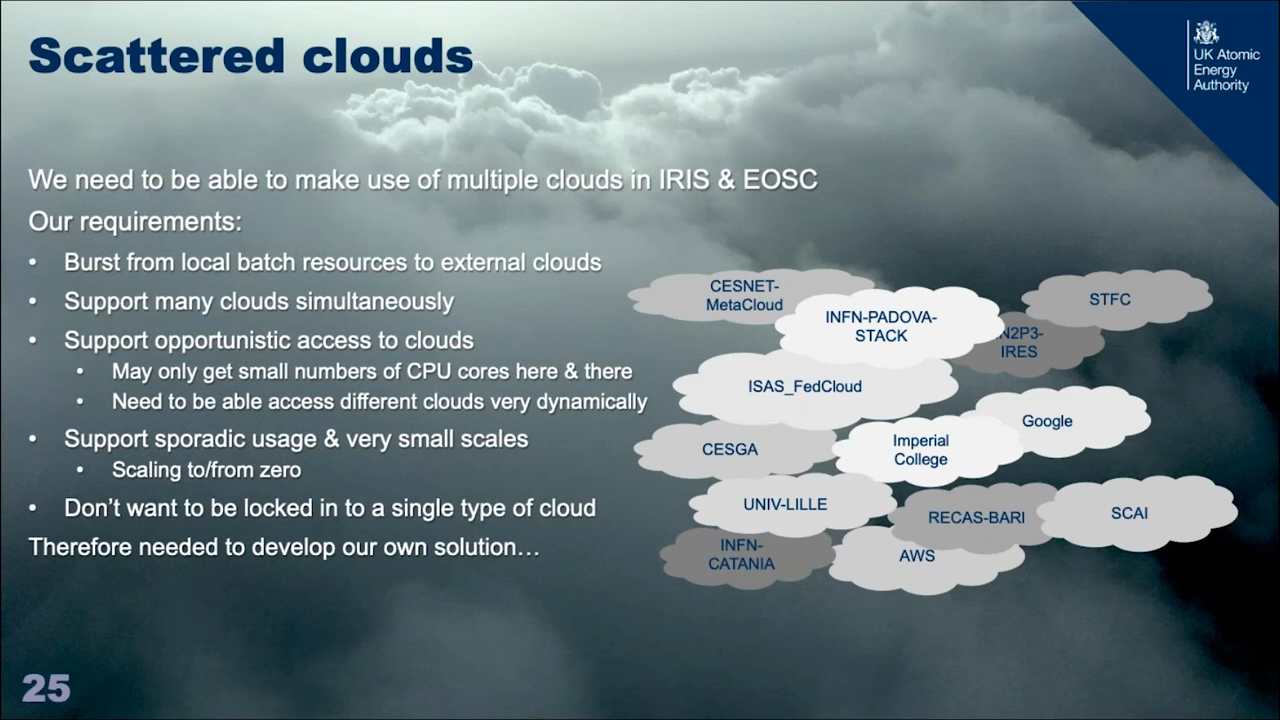 Scattered clouds
UK Atomic
Energy
Authority
We need to be able to make use of multiple clouds in IRIS & EOSC
Our requirements:
• Burst from local batch resources to external clouds
• Support many clouds simultaneously
• Support opportunistic access to clouds
• May only get small numbers of CPU cores here & there
• Need to be able access different clouds very dynamically
• Support sporadic usage & very small scales
• Scaling to/from zero
• Don’t want to be locked in to a single type of cloud
Therefore needed to develop our own solution…
CESNET-
MetaCloud
INFN-PADOVA-
STACK
STFC
N2P3-
IRES
ISAS_FedCloud
Google
CESGA
Imperial
College
UNIV-LILLE
RECAS-BARI
SCAI
INFN-
CATANIA
AWS
25